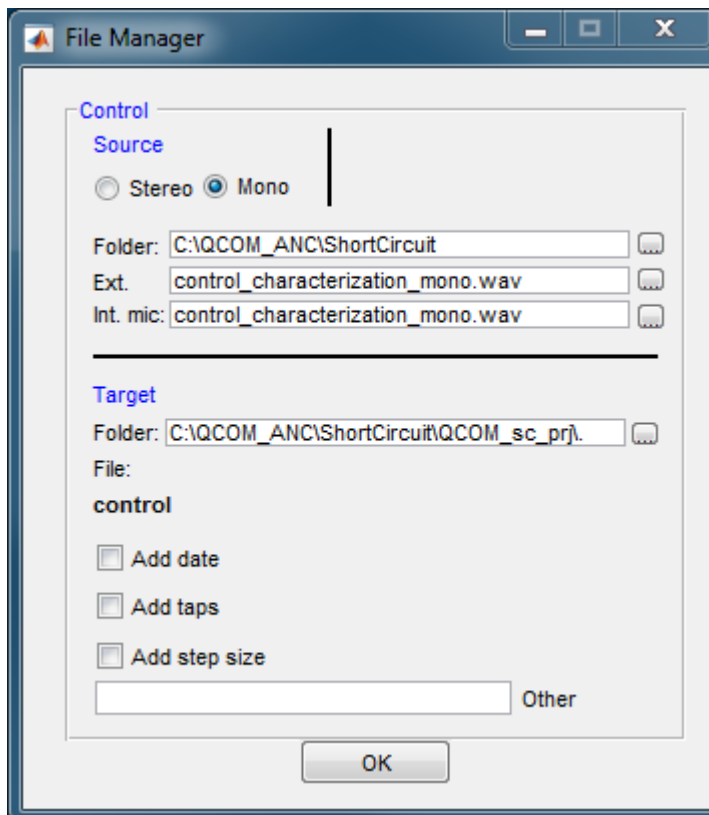 File Manager
Control
Source
Stereo Mono
Folder: C:\QCOM_ANC\ShortCircuit ...
Ext. control_characterization_mono.wav ...
Int. mic: control_characterization_mono.wav ...
Target
Folder: C:\QCOM_ANC\ShortCircuit\QCOM_sc_prj\. ...
File:
control
Add date
Add taps
Add step size
Other
OK